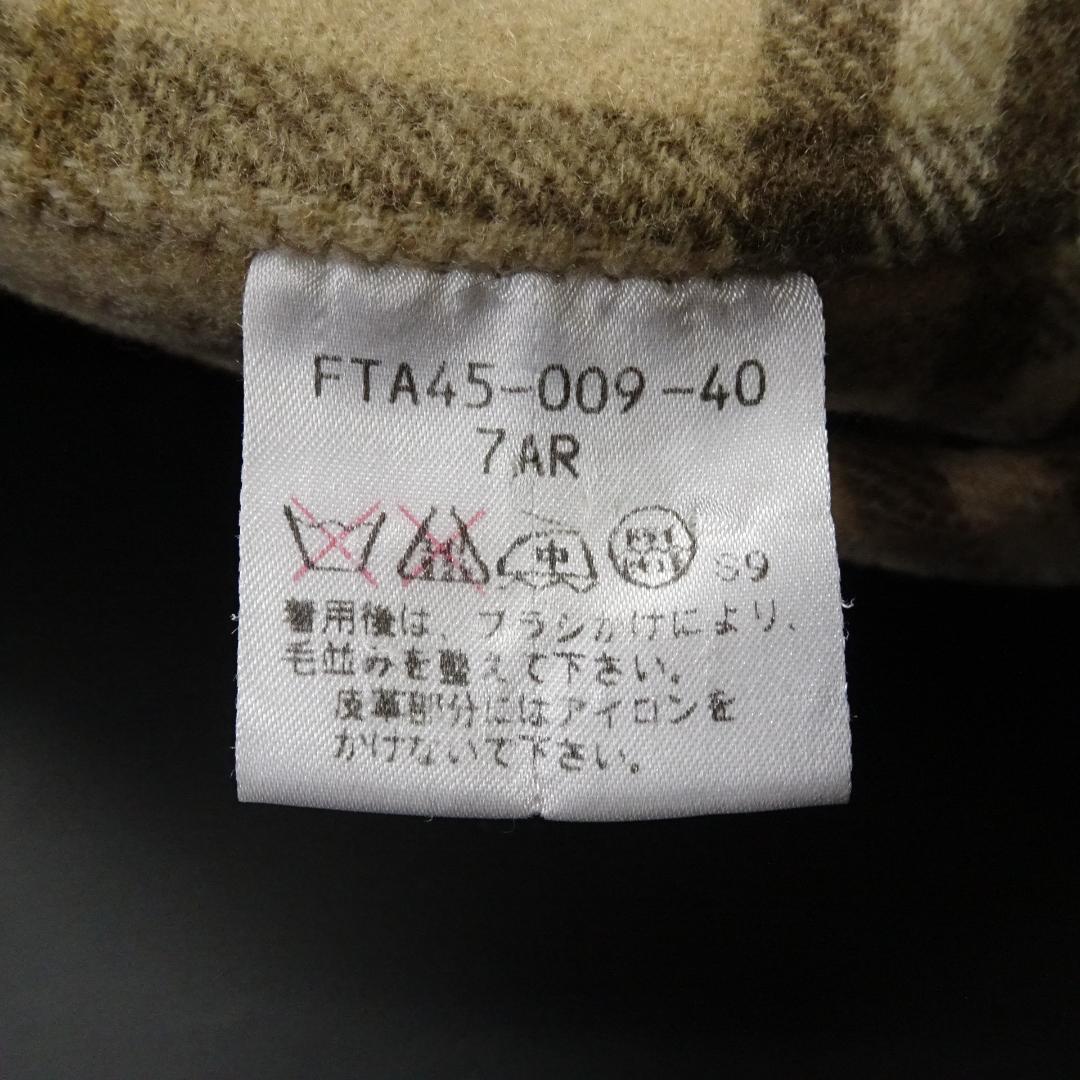 FTA45-009-40
7AR
中 S9
着用後は、ブラシかけにより、
毛並みを整えて下さい。
皮革部分にはアイロンを
かけないで下さい。